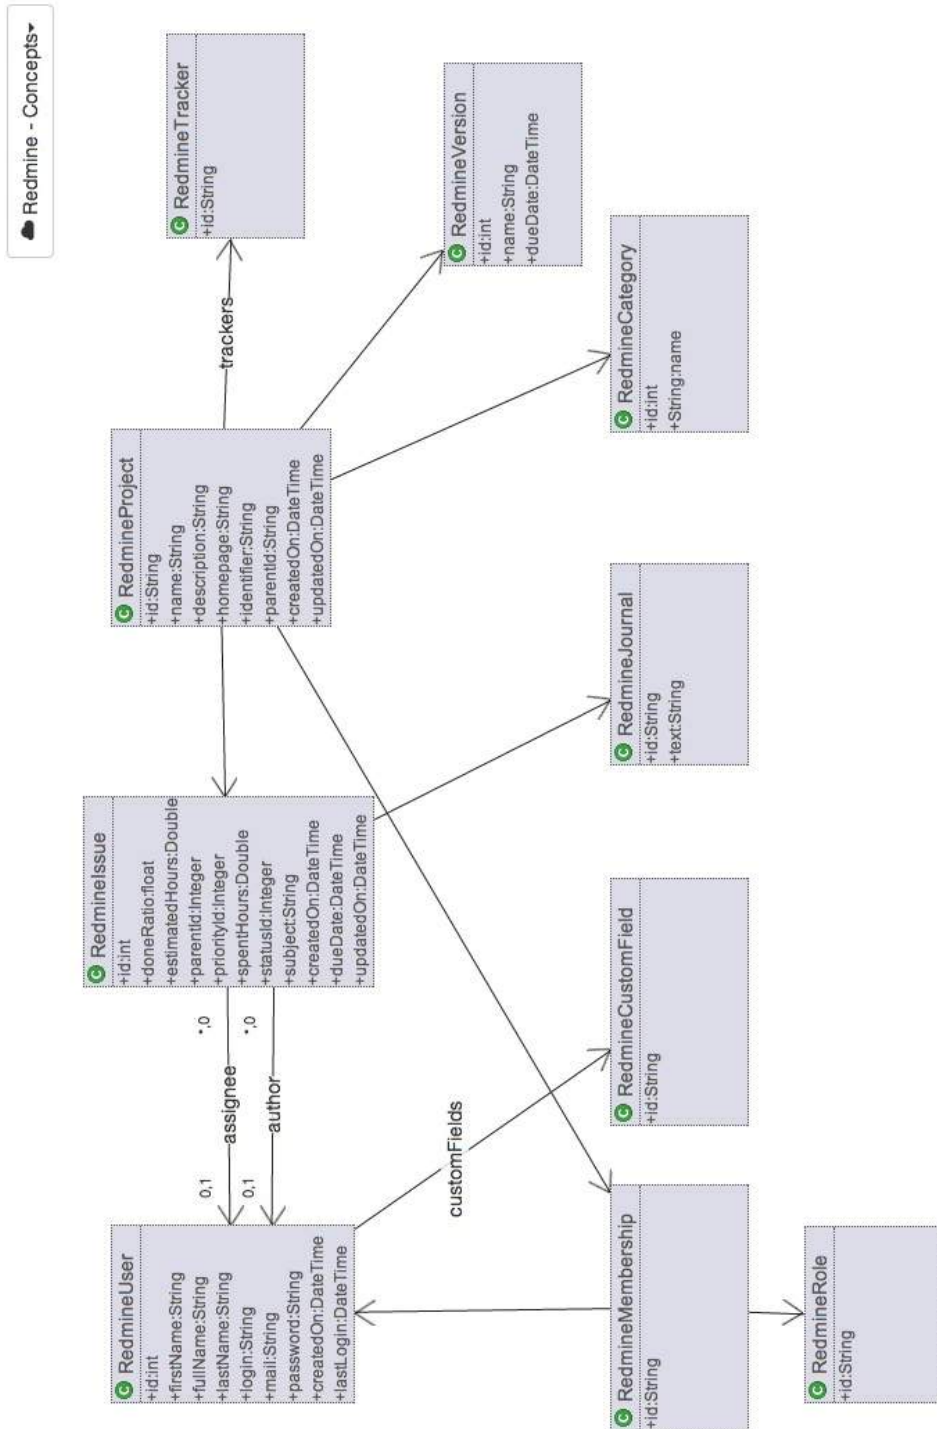 Redmine - Concepts
RedmineUser
+id:int
+firstName:String
+fullName:String
+lastName:String
+login:String
+mail:String
+password:String
+createdOn:DateTime
+lastLogin:DateTime
0,1
assignee
*,0
0,1
author
*,0
RedmineIssue
+id:int
+doneRatio:float
+estimatedHours:Double
+parentId:Integer
+priorityId:Integer
+spentHours:Double
+statusId:Integer
+subject:String
+createdOn:DateTime
+dueDate:DateTime
+updatedOn:DateTime
RedmineProject
+id:String
+name:String
+description:String
+homepage:String
+identifier:String
+parentId:String
+createdOn:DateTime
+updatedOn:DateTime
trackers
RedmineTracker
+id:String
RedmineVersion
+id:int
+name:String
+dueDate:DateTime
customFields
RedmineMembership
+id:String
RedmineCustomField
+id:String
RedmineJournal
+id:String
+text:String
RedmineCategory
+id:int
+String:name
RedmineRole
+id:String